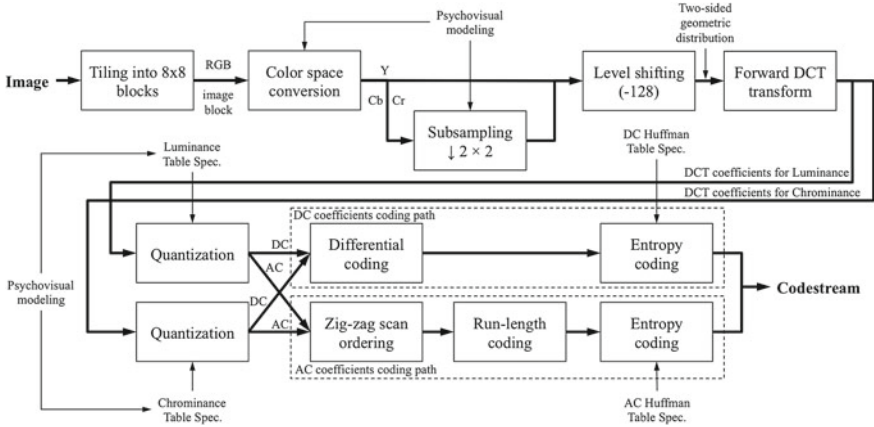 Psychovisual
modeling
Two-sided
geometric
distribution
Image
Tiling into 8x8
blocks
RGB
image
block
Color space
conversion
Y
Cb
Cr
Subsampling
↓ 2 × 2
Level shifting
(-128)
Forward DCT
transform
Luminance
Table Spec.
DC Huffman
Table Spec.
DCT coefficients for Luminance
DCT coefficients for Chrominance
DC coefficients coding path
Quantization
DC
AC
Differential
coding
Entropy
coding
Psychovisual
modeling
Codestream
Quantization
DC
AC
Zig-zag scan
ordering
Run-length
coding
Entropy
coding
AC coefficients coding path
Chrominance
Table Spec.
AC Huffman
Table Spec.